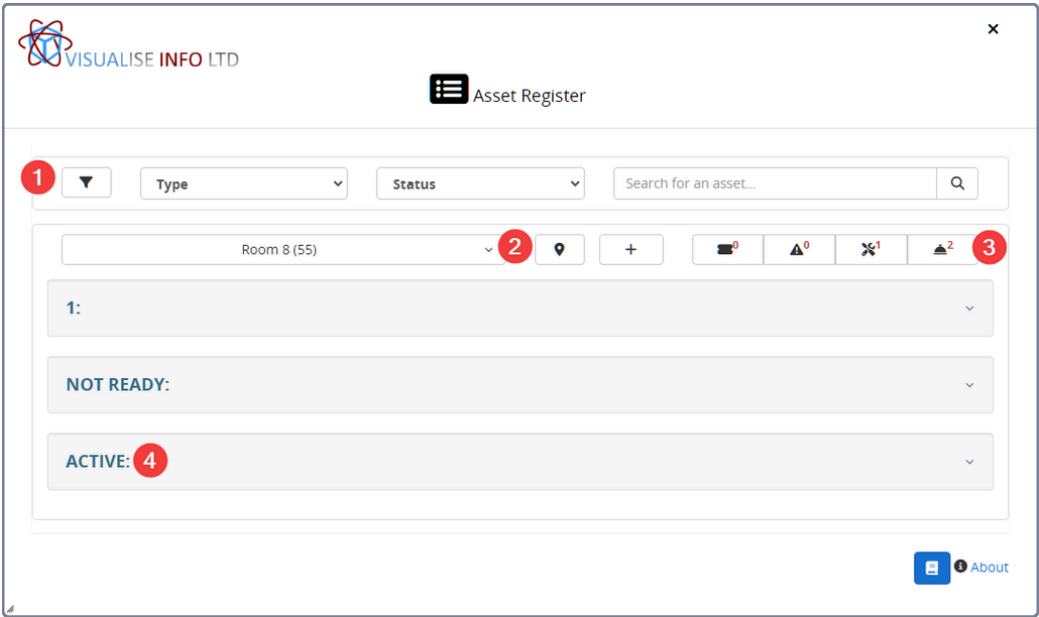 VISUALISE INFO LTD
Asset Register
1 Type Status Search for an asset...
Room 8 (55) 2 0 0 1 2 3
1:
NOT READY:
ACTIVE: 4
About